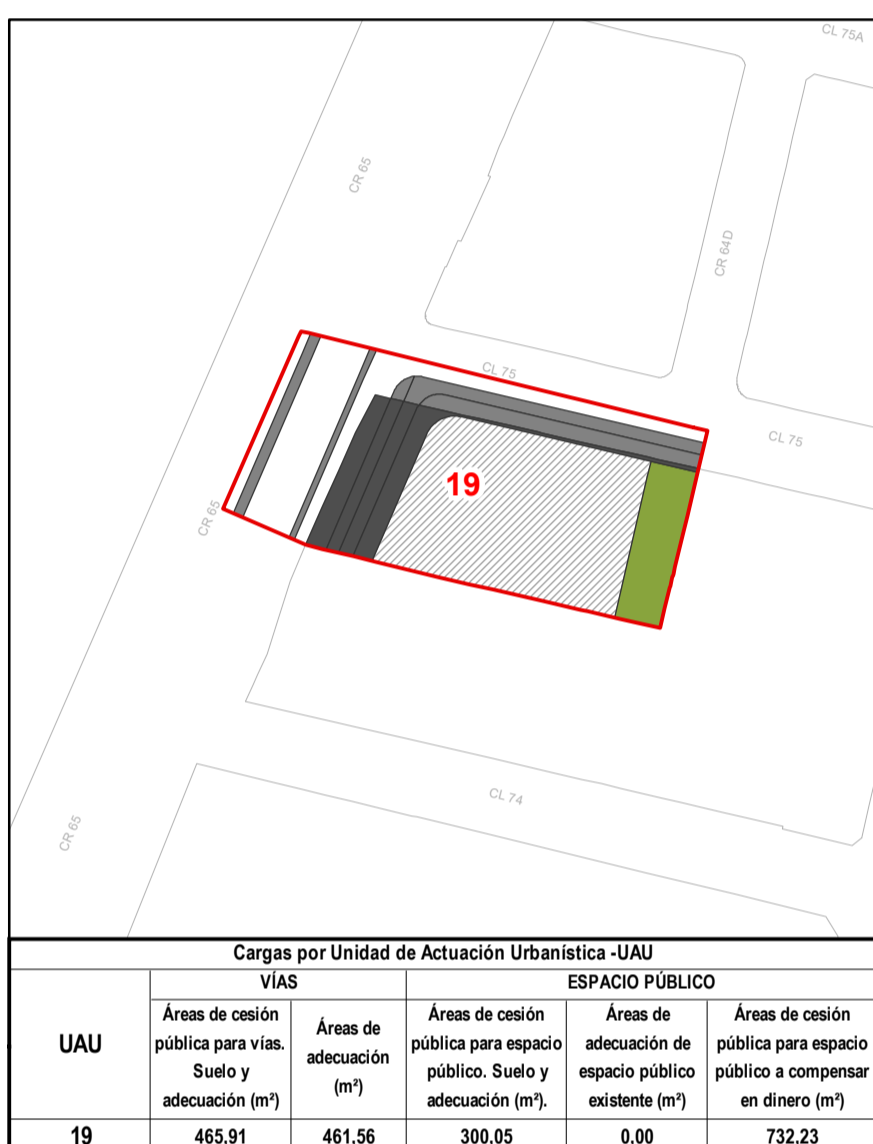 CL 75A
CR 65
CR 64D
CL 75
CL 75
19
CR 65
CL 74
CR 65
Cargas por Unidad de Actuación Urbanística -UAU
VÍAS
ESPACIO PÚBLICO
UAU
Áreas de cesión
pública para vías.
Suelo y
adecuación (m²)
Áreas de
adecuación
(m²)
Áreas de cesión
pública para espacio
público. Suelo y
adecuación (m²).
Áreas de
adecuación de
espacio público
existente (m²)
Áreas de cesión
pública para espacio
público a compensar
en dinero (m²)
19
465.91
461.56
300.05
0.00
732.23